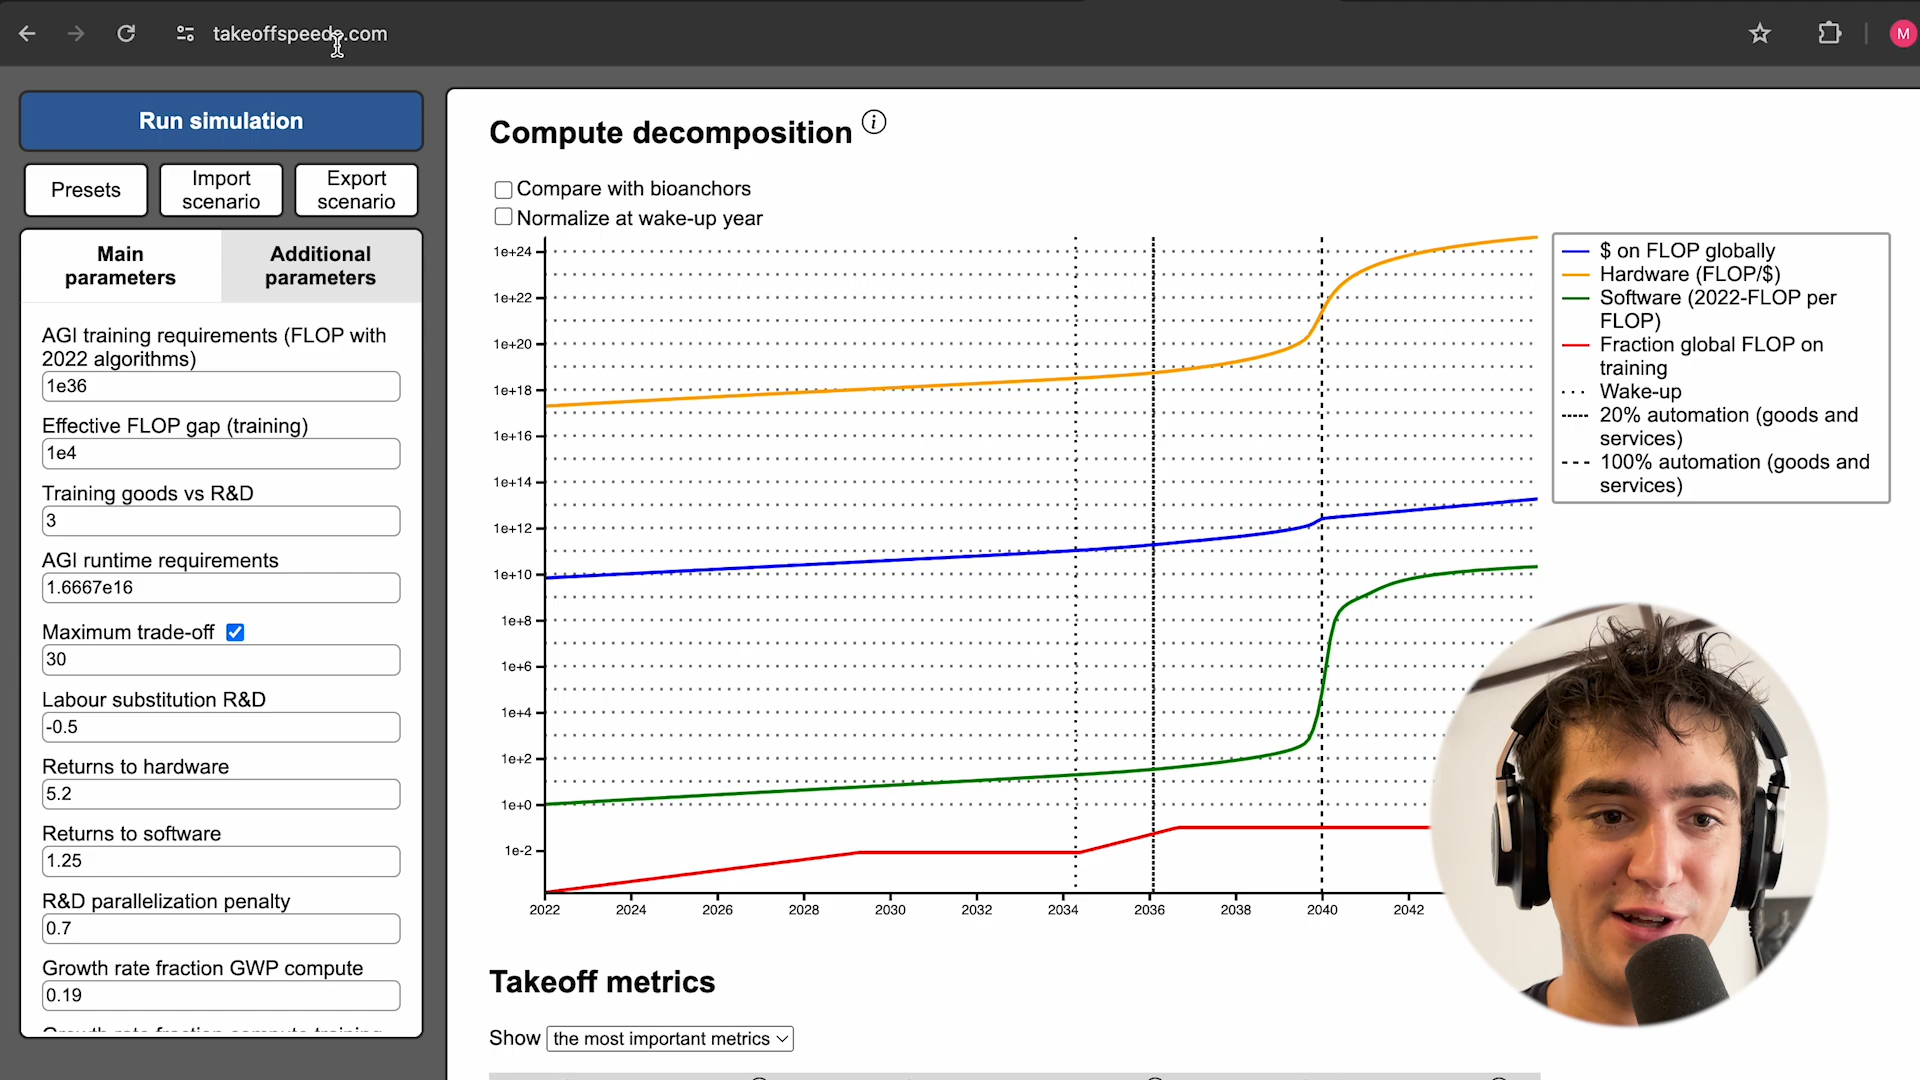 takeoffspeeds.com
M
Run simulation
Presets
Import
scenario
Export
scenario
Main
parameters
Additional
parameters
AGI training requirements (FLOP with
2022 algorithms)
1e36
Effective FLOP gap (training)
1e4
Training goods vs R&D
3
AGI runtime requirements
1.6667e16
Maximum trade-off
30
Labour substitution R&D
-0.5
Returns to hardware
5.2
Returns to software
1.25
R&D parallelization penalty
0.7
Growth rate fraction GWP compute
0.19
Growth rate fraction compute training
Compute decomposition
Compare with bioanchors
Normalize at wake-up year
1e+24
1e+22
1e+20
1e+18
1e+16
1e+14
1e+12
1e+10
1e+8
1e+6
1e+4
1e+2
1e+0
1e-2
2022 2024 2026 2028 2030 2032 2034 2036 2038 2040 2042
$ on FLOP globally
Hardware (FLOP/$)
Software (2022-FLOP per
FLOP)
Fraction global FLOP on
training
Wake-up
20% automation (goods and
services)
100% automation (goods and
services)
Takeoff metrics
Show the most important metrics